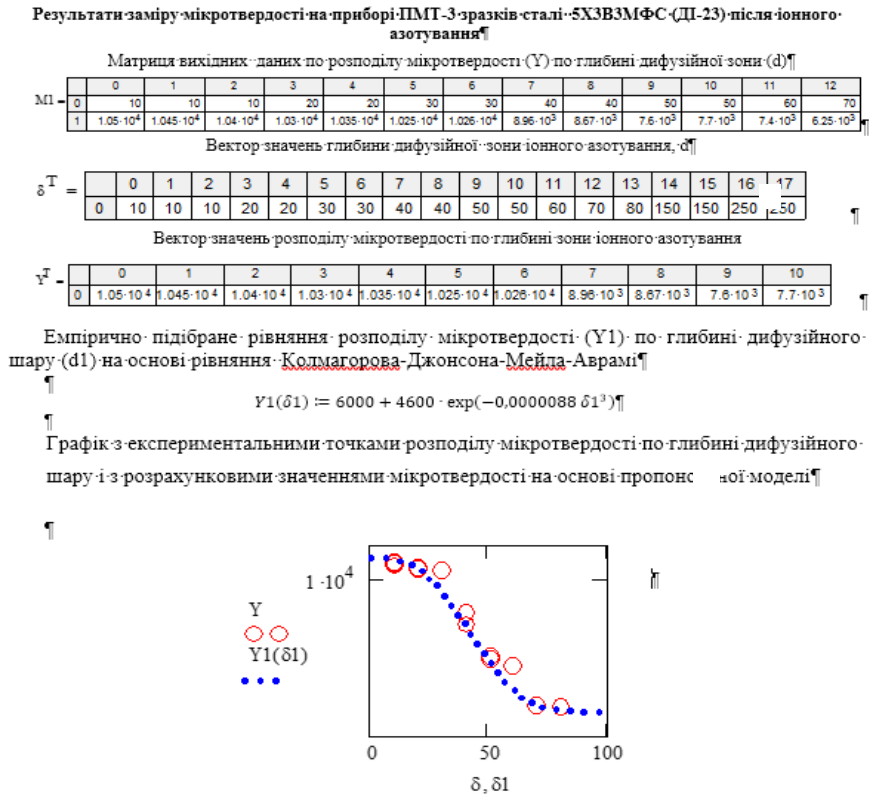 Результати·заміру·мікротвердості·на·приборі·ПМТ-3·зразків·сталі··5Х3В3МФС·(ДІ-23)·після·іонного·
азотування¶
Матриця·вихідних··даних·по·розподілу·мікротвердості·(Y)·по·глибині·дифузійної·зони·(d)¶
0 1 2 3 4 5 6 7 8 9 10 11 12
M1 = 0 10 10 10 20 20 30 30 40 40 50 50 60 70
1 1.05·10⁴ 1.045·10⁴ 1.04·10⁴ 1.03·10⁴ 1.035·10⁴ 1.025·10⁴ 1.026·10⁴ 8.96·10³ 8.67·10³ 7.6·10³ 7.7·10³ 7.4·10³ 6.25·10³ ¶
Вектор·значень·глибини·дифузійної··зони·іонного·азотування,·d¶
0 1 2 3 4 5 6 7 8 9 10 11 12 13 14 15 16 17
δᵀ = 0 10 10 10 20 20 30 30 40 40 50 50 60 70 80 150 150 250 250 ¶
Вектор·значень·розподілу·мікротвердості·по·глибині·зони·іонного·азотування
0 1 2 3 4 5 6 7 8 9 10
Yᵀ = 0 1.05·10⁴ 1.045·10⁴ 1.04·10⁴ 1.03·10⁴ 1.035·10⁴ 1.025·10⁴ 1.026·10⁴ 8.96·10³ 8.67·10³ 7.6·10³ 7.7·10³ ¶
Емпірично· підібране· рівняння· розподілу· мікротвердості· (Y1)· по· глибині· дифузійного·
шару·(d1)·на·основі·рівняння··Колмагорова-Джонсона-Мейла-Аврамі¶
¶
Y1(δ1) ≔ 6000 + 4600 · exp(−0,0000088 δ1³)¶
¶
Графік·з·експериментальними·точками·розподілу·мікротвердості·по·глибині·дифузійного·
шару·і·з·розрахунковими·значеннями·мікротвердості·на·основі· моделі¶
¶
1·10⁴
Y
Y1(δ1)
0 50 100
δ, δ1